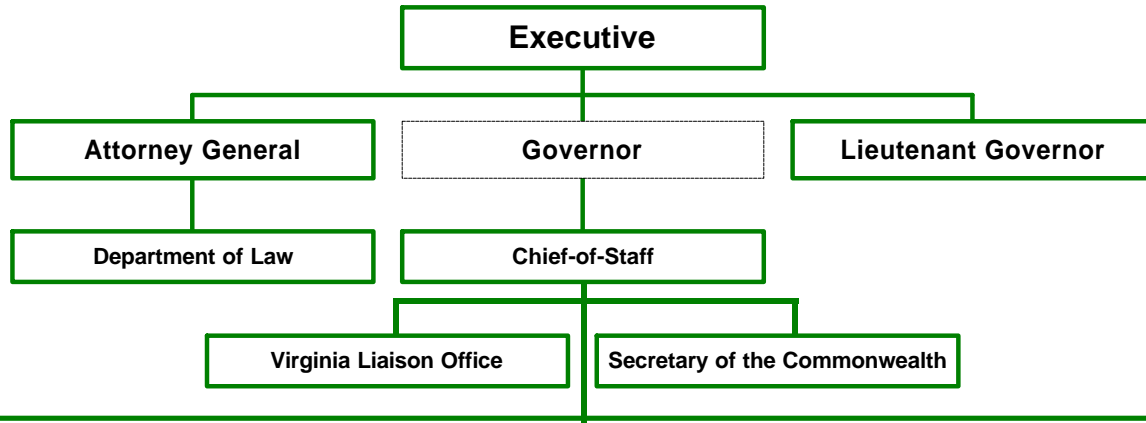 Executive
Attorney General
Governor
Lieutenant Governor
Department of Law
Chief-of-Staff
Virginia Liaison Office
Secretary of the Commonwealth